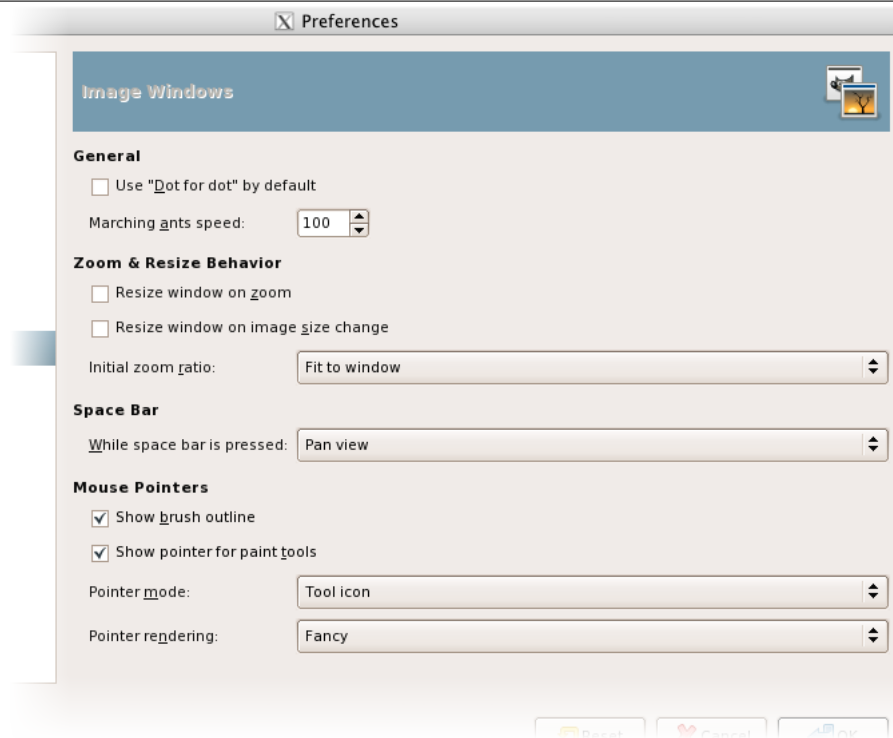 Preferences
Image Windows
General
Use "Dot for dot" by default
Marching ants speed: 100
Zoom & Resize Behavior
Resize window on zoom
Resize window on image size change
Initial zoom ratio: Fit to window
Space Bar
While space bar is pressed: Pan view
Mouse Pointers
Show brush outline
Show pointer for paint tools
Pointer mode: Tool icon
Pointer rendering: Fancy
Reset Cancel OK